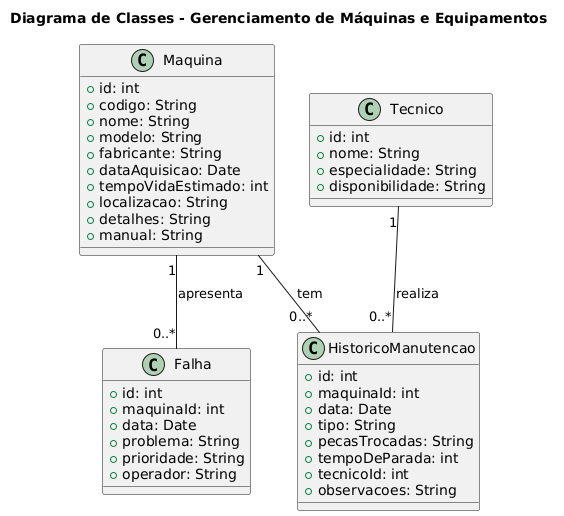 Diagrama de Classes - Gerenciamento de Máquinas e Equipamentos
C Maquina
id: int
codigo: String
nome: String
modelo: String
fabricante: String
dataAquisicao: Date
tempoVidaEstimado: int
localizacao: String
detalhes: String
manual: String
C Tecnico
id: int
nome: String
especialidade: String
disponibilidade: String
1
1
1
apresenta
tem
realiza
0..*
0..*
0..*
C Falha
id: int
maquinaId: int
data: Date
problema: String
prioridade: String
operador: String
C HistoricoManutencao
id: int
maquinaId: int
data: Date
tipo: String
pecasTrocadas: String
tempoDeParada: int
tecnicoId: int
observacoes: String